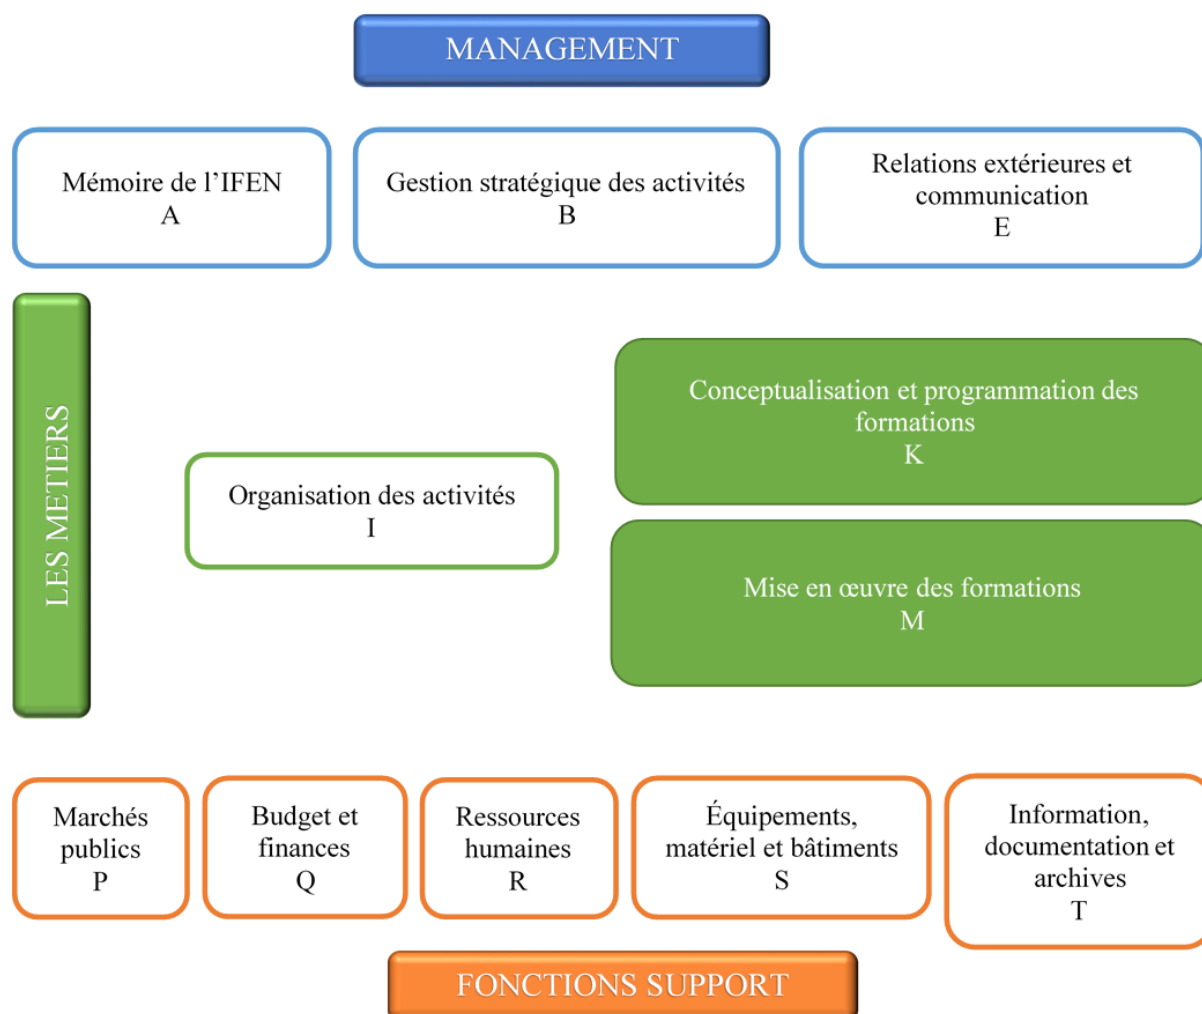 MANAGEMENT
Mémoire de l’IFEN
A
Gestion stratégique des activités
B
Relations extérieures et
communication
E
LES METIERS
Organisation des activités
I
Conceptualisation et programmation des
formations
K
Mise en œuvre des formations
M
Marchés
publics
P
Budget et
finances
Q
Ressources
humaines
R
Équipements,
matériel et bâtiments
S
Information,
documentation et
archives
T
FONCTIONS SUPPORT